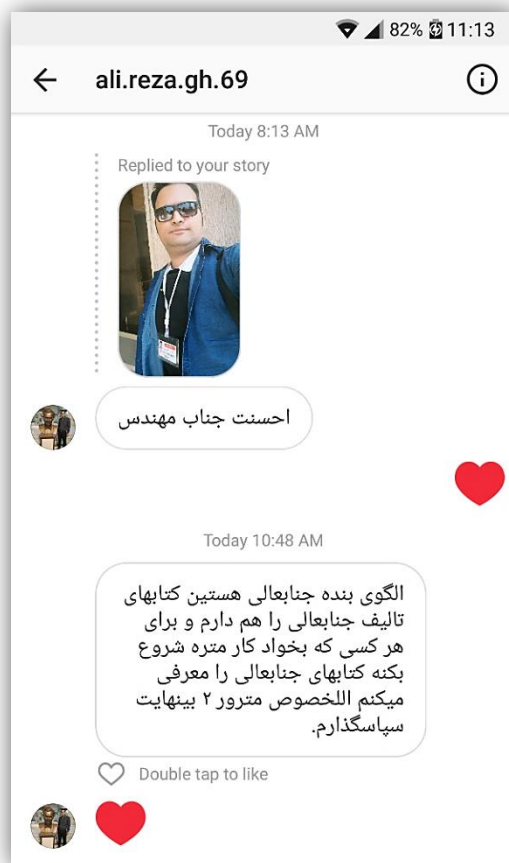 82% 11:13
ali.reza.gh.69
Today 8:13 AM
Replied to your story
احسنت جناب مهندس
Today 10:48 AM
الگوی بنده جنابعالی هستین کتابهای
تالیف جنابعالی را هم دارم و برای
هر کسی که بخواد کار متره شروع
بکنه کتابهای جنابعالی را معرفی
میکنم اللخصوص مترور ۲ بینهایت
سپاسگذارم.
Double tap to like